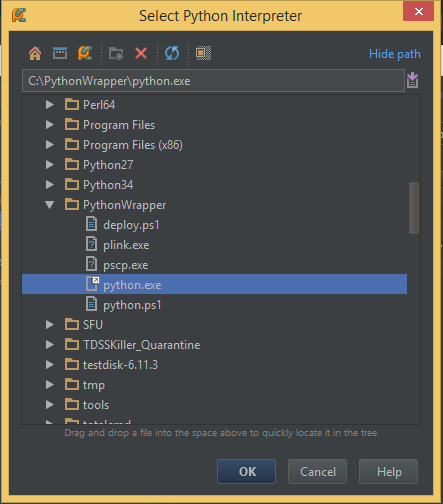 Select Python Interpreter
Hide path
C:\PythonWrapper\python.exe
Perl64
Program Files
Program Files (x86)
Python27
Python34
PythonWrapper
deploy.ps1
plink.exe
pscp.exe
python.exe
python.ps1
SFU
TDSSKiller_Quarantine
testdisk-6.11.3
tmp
tools
Drag and drop a file into the space above to quickly locate it in the tree.
OK Cancel Help